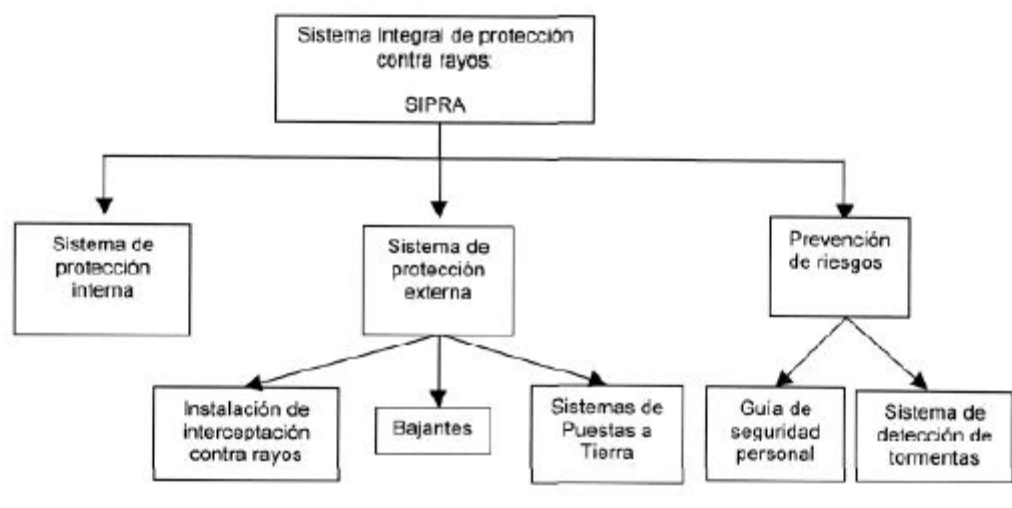 Sistema Integral de protección
contra rayos:
SIPRA
Sistema de
protección
interna
Sistema de
protección
externa
Prevención
de riesgos
Instalación de
interceptación
contra rayos
Bajantes
Sistemas de
Puestas a
Tierra
Guía de
seguridad
personal
Sistema de
detección de
tormentas